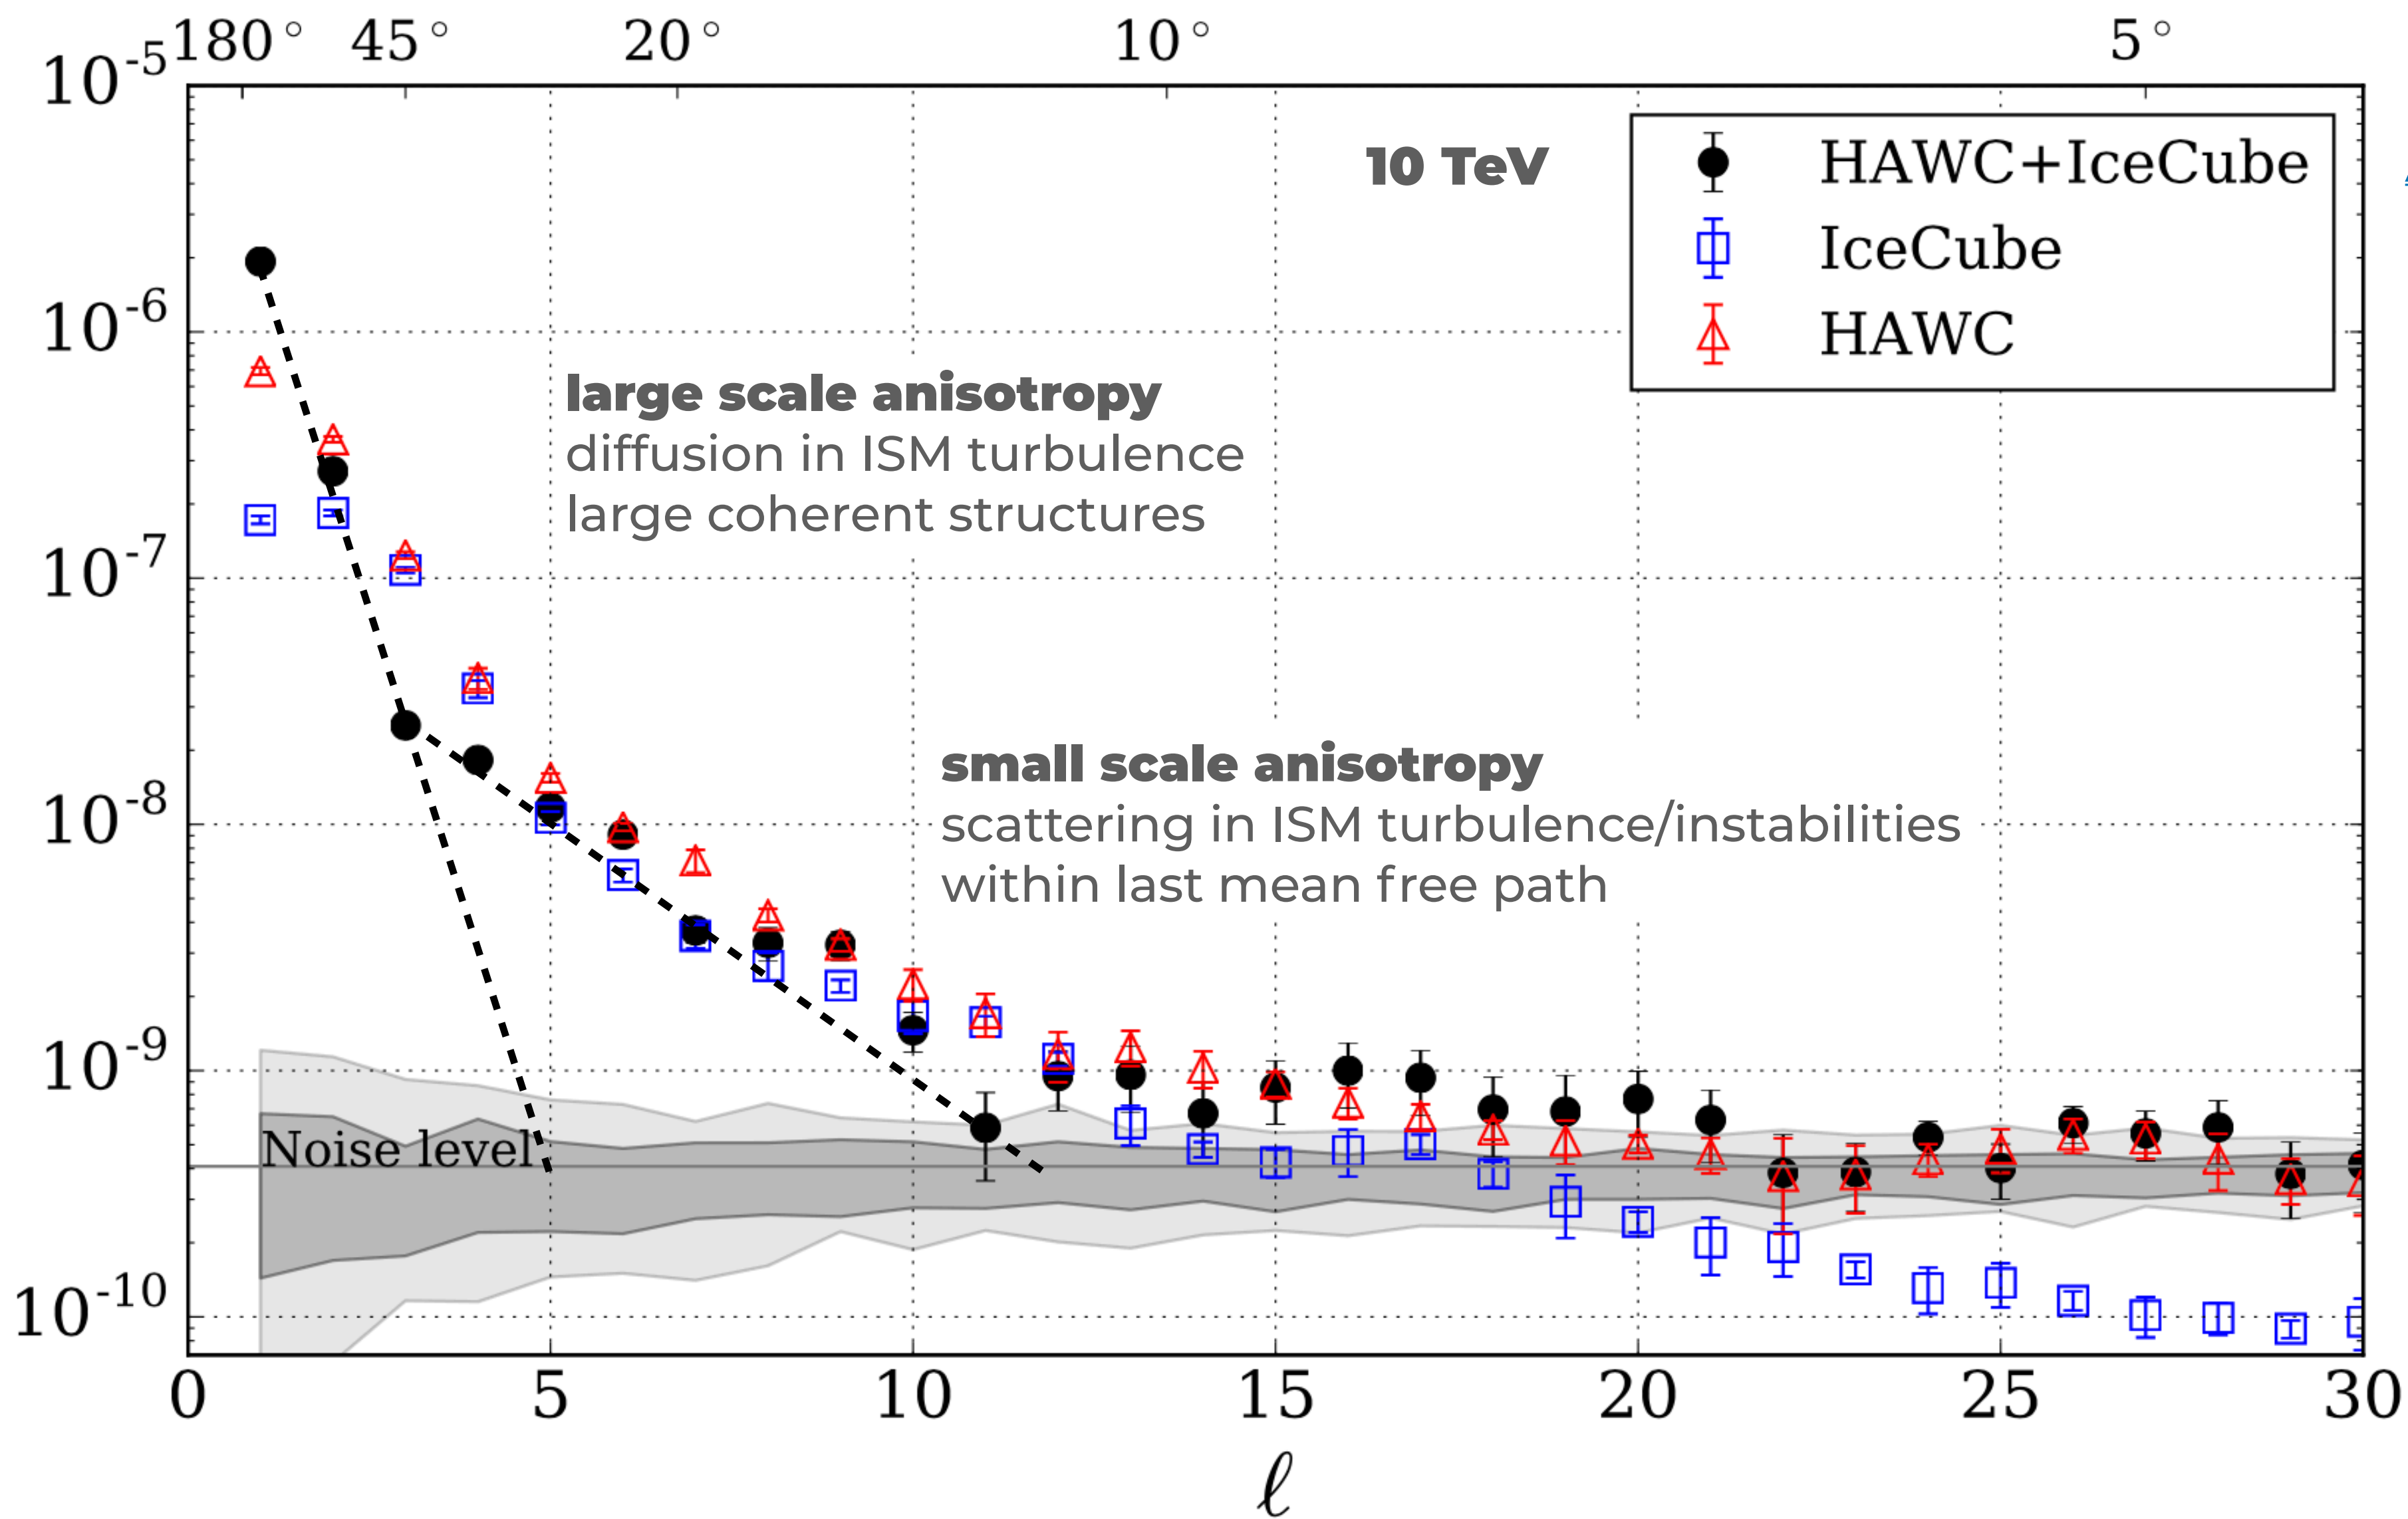 180° 45° 20° 10° 5°
10^-5
10 TeV
HAWC+IceCube
IceCube
HAWC
10^-6
large scale anisotropy
diffusion in ISM turbulence
large coherent structures
10^-7
small scale anisotropy
scattering in ISM turbulence/instabilities
within last mean free path
10^-8
10^-9
Noise level
10^-10
0 5 10 15 20 25 30
ℓ